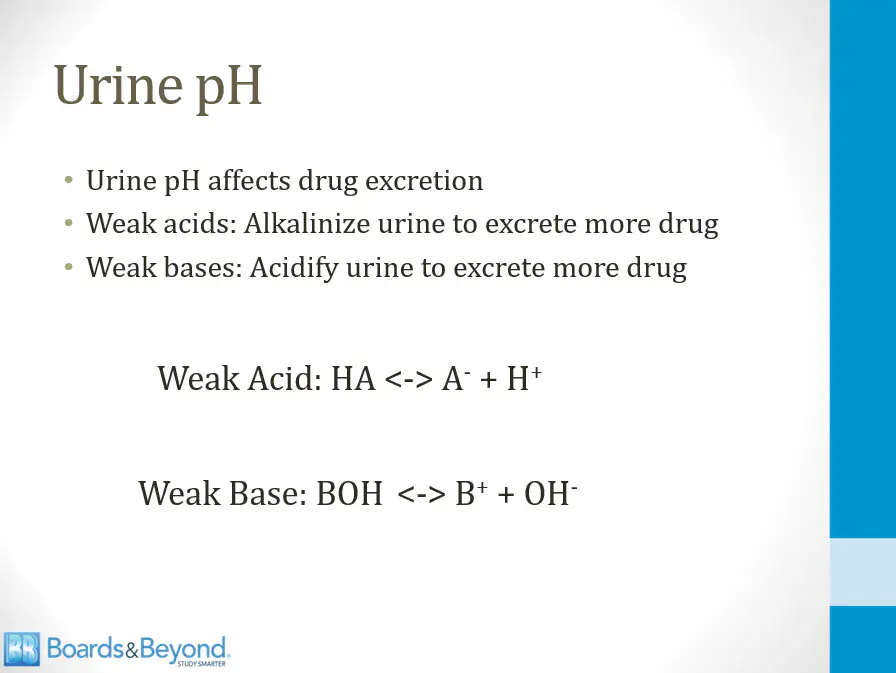 Urine pH
• Urine pH affects drug excretion
• Weak acids: Alkalinize urine to excrete more drug
• Weak bases: Acidify urine to excrete more drug
Weak Acid: HA <-> A⁻ + H⁺
Weak Base: BOH <-> B⁺ + OH⁻
BB Boards&Beyond.
STUDY SMARTER